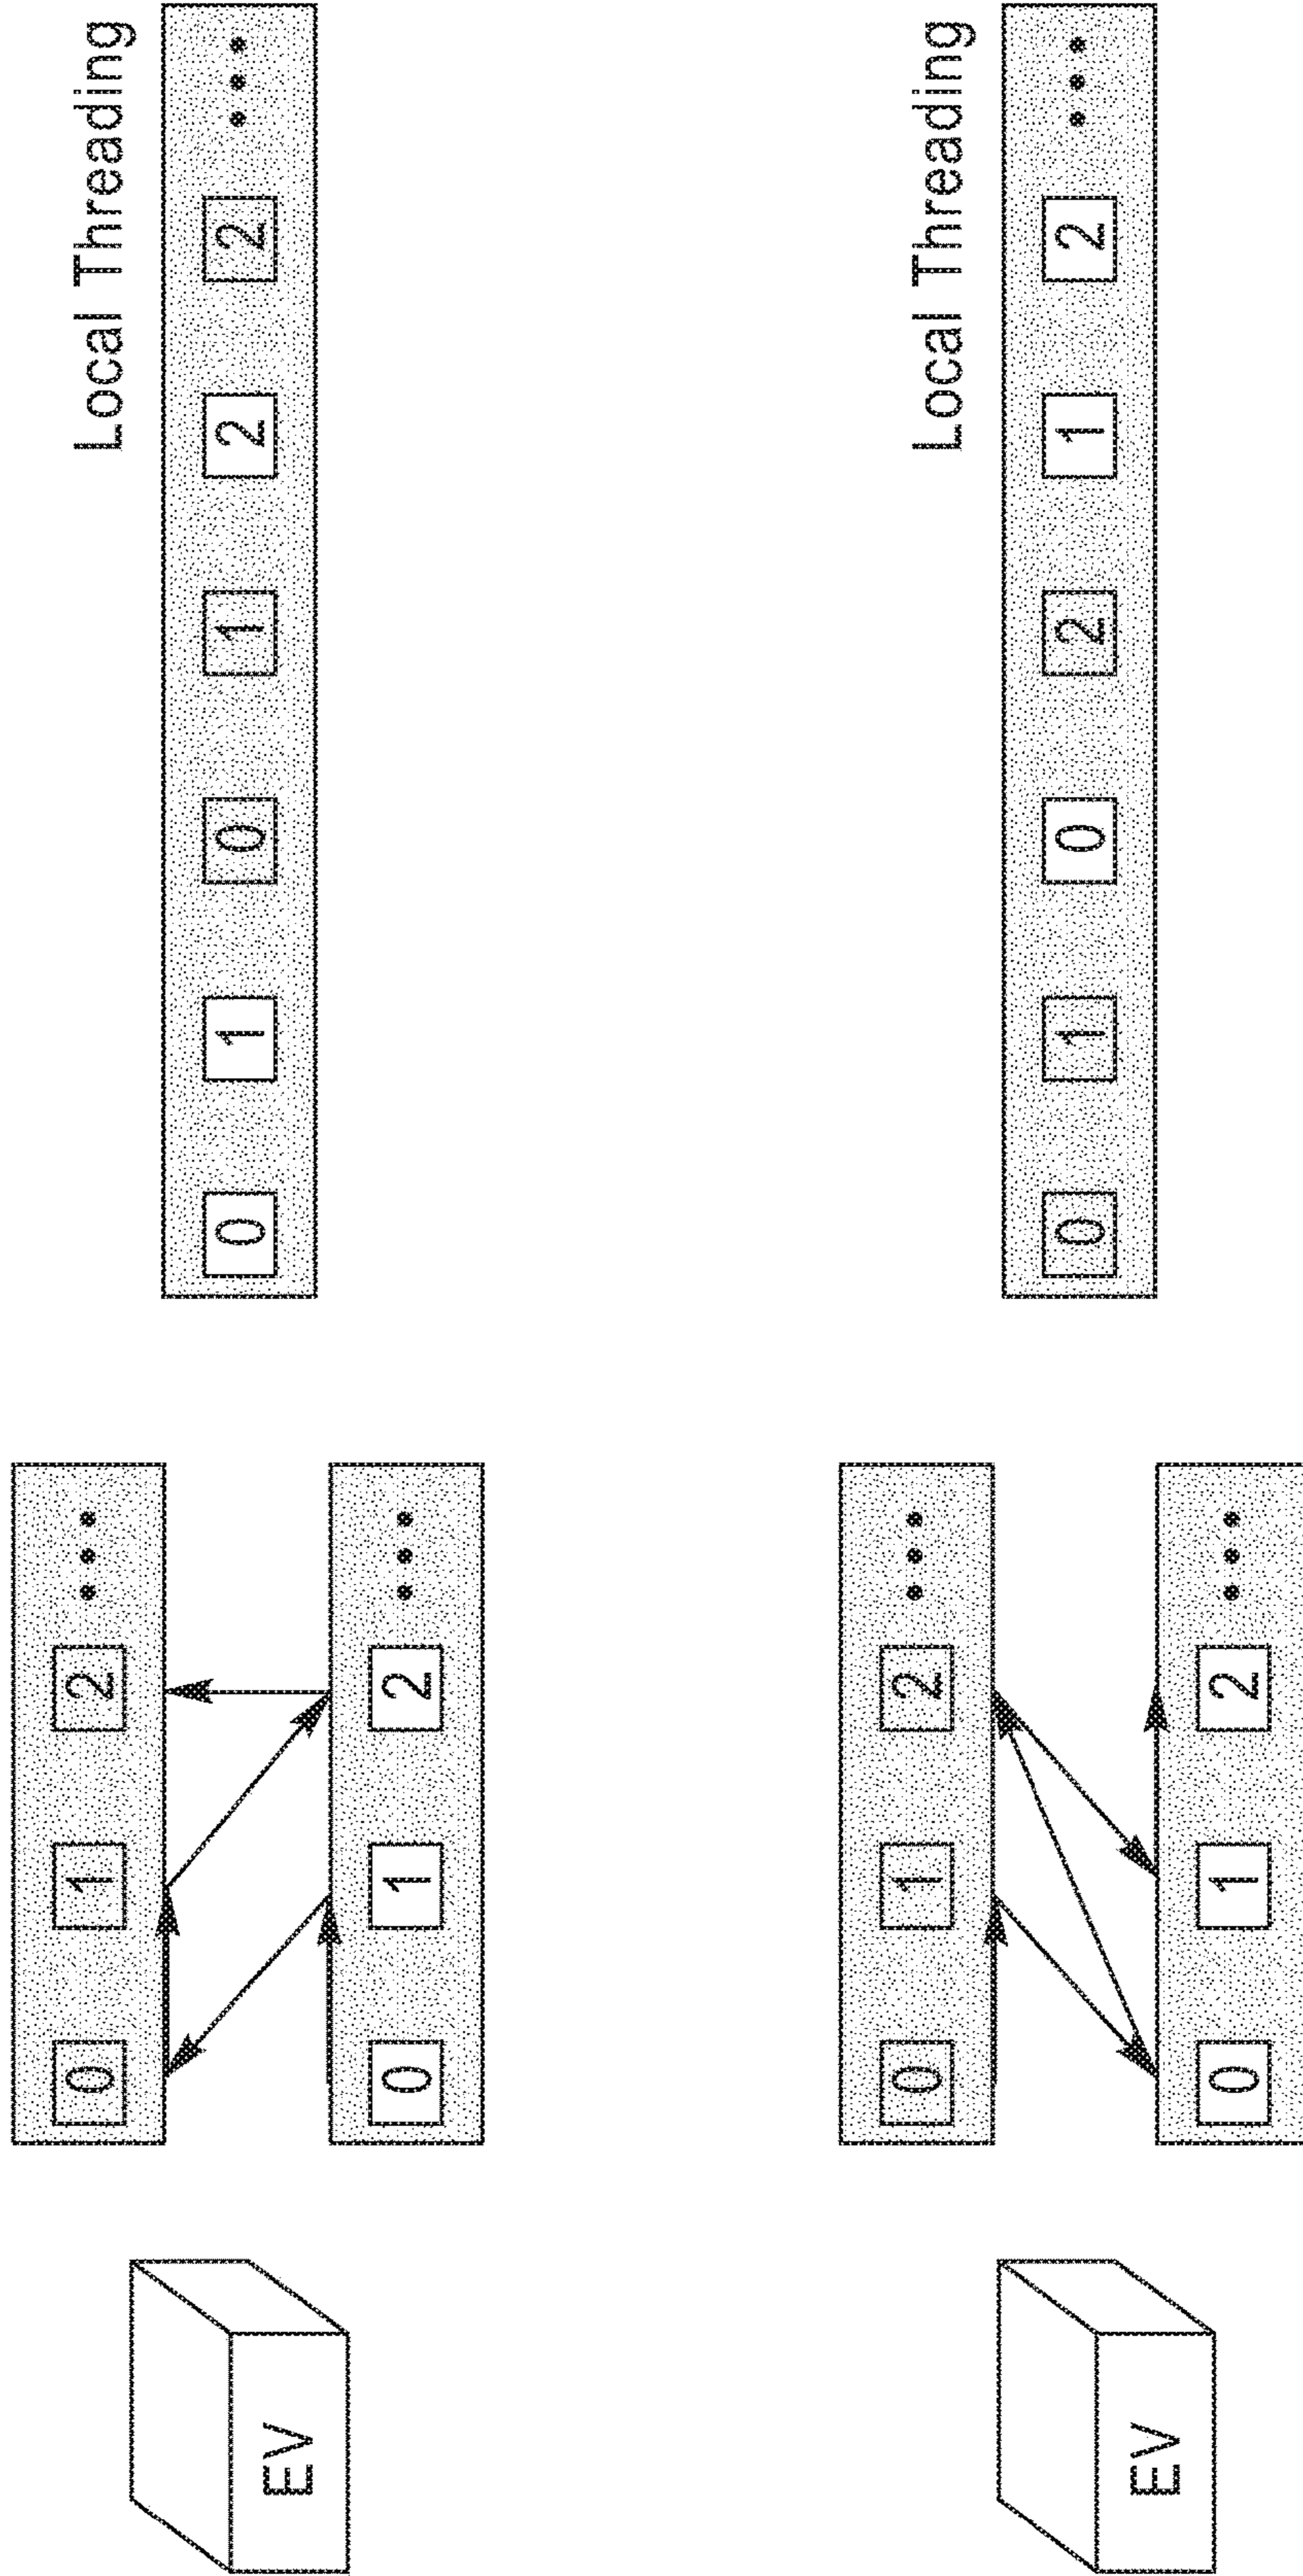 EV
0 1 2 •••
0 1 2 •••
Local Threading
0 1 0 1 2 2 •••
EV
0 1 2 •••
0 1 2 •••
Local Threading
0 1 0 2 1 2 •••